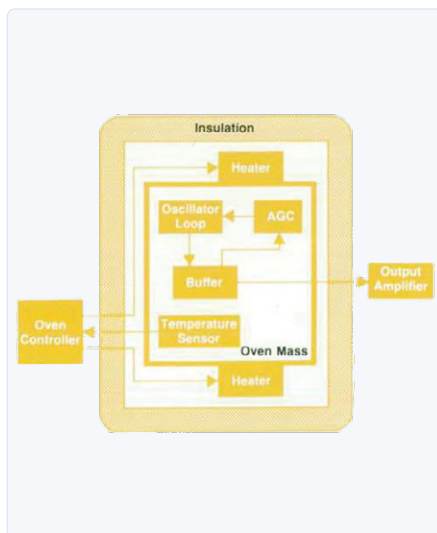 Insulation
Heater
Oscillator
Loop
AGC
Buffer
Output
Amplifier
Oven
Controller
Temperature
Sensor
Oven Mass
Heater